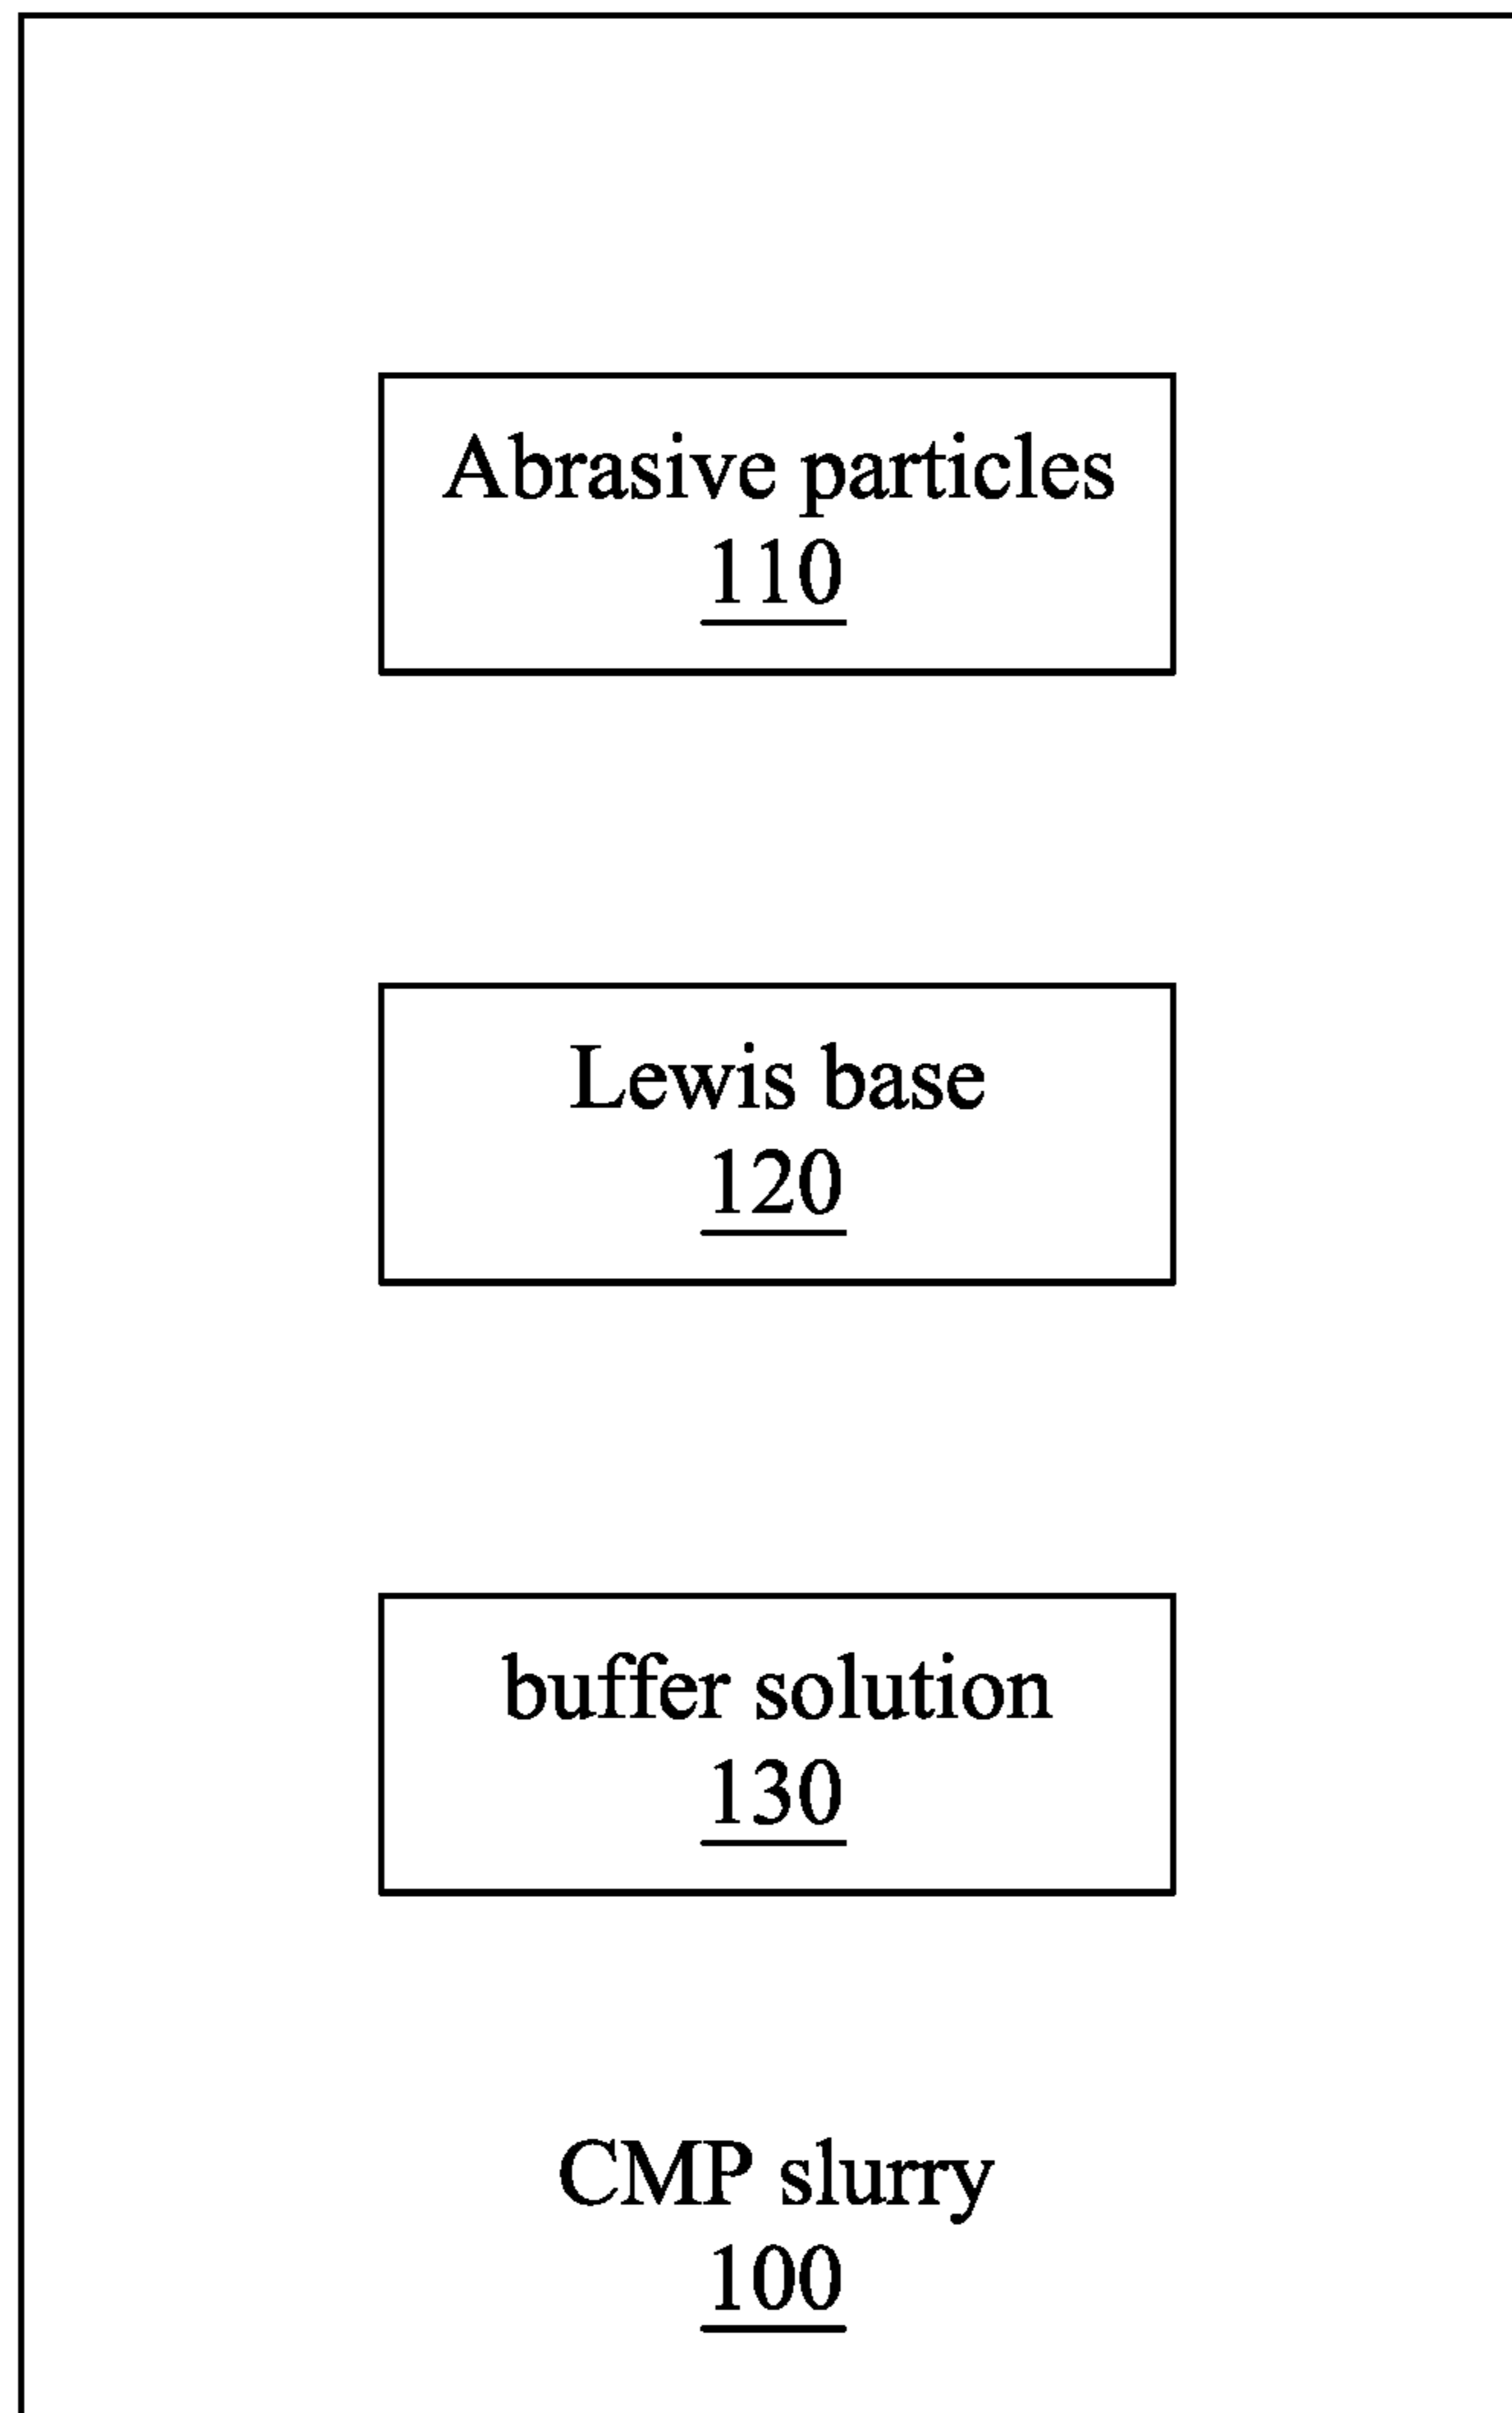 Abrasive particles
110
Lewis base
120
buffer solution
130
CMP slurry
100